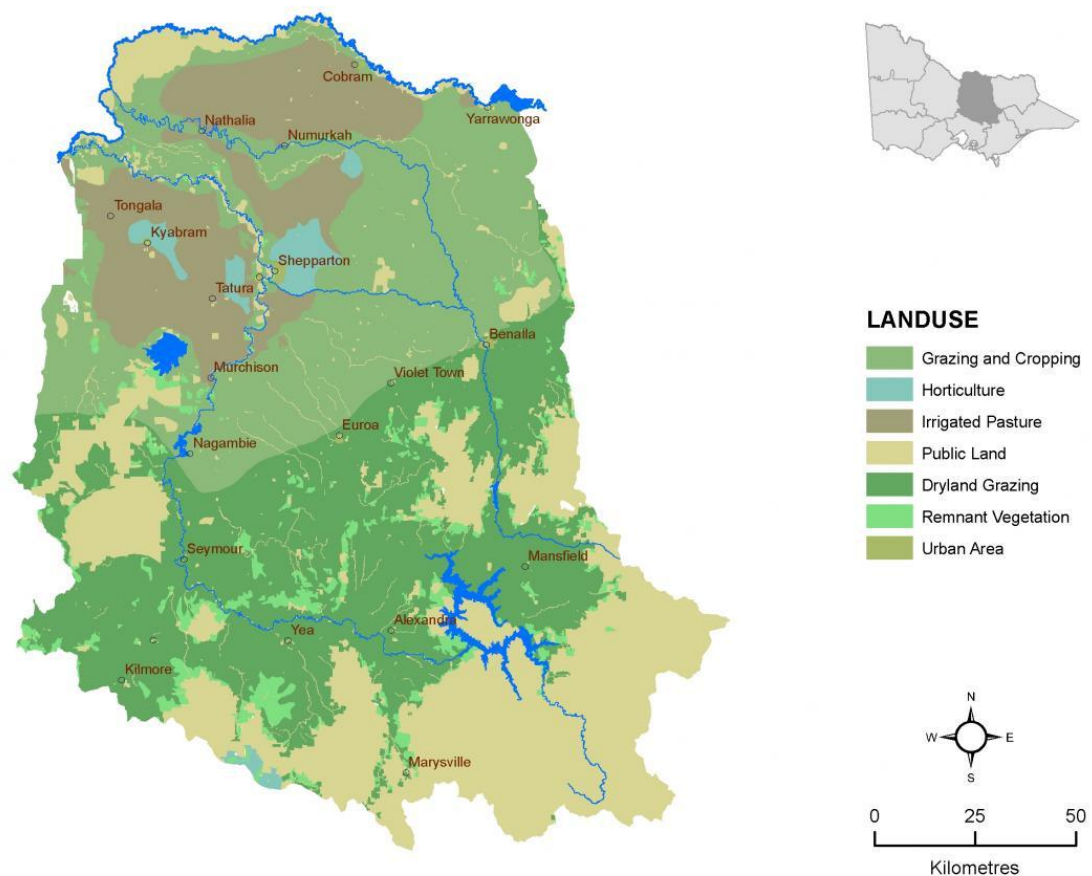 Cobram
Yarrawonga
Nathalia
Numurkah
Tongala
Kyabram
Shepparton
Tatura
Benalla
Murchison
Violet Town
Euroa
Nagambie
Seymour
Mansfield
Alexandra
Yea
Kilmore
Marysville
LANDUSE
Grazing and Cropping
Horticulture
Irrigated Pasture
Public Land
Dryland Grazing
Remnant Vegetation
Urban Area
N
W E
S
0 25 50
Kilometres